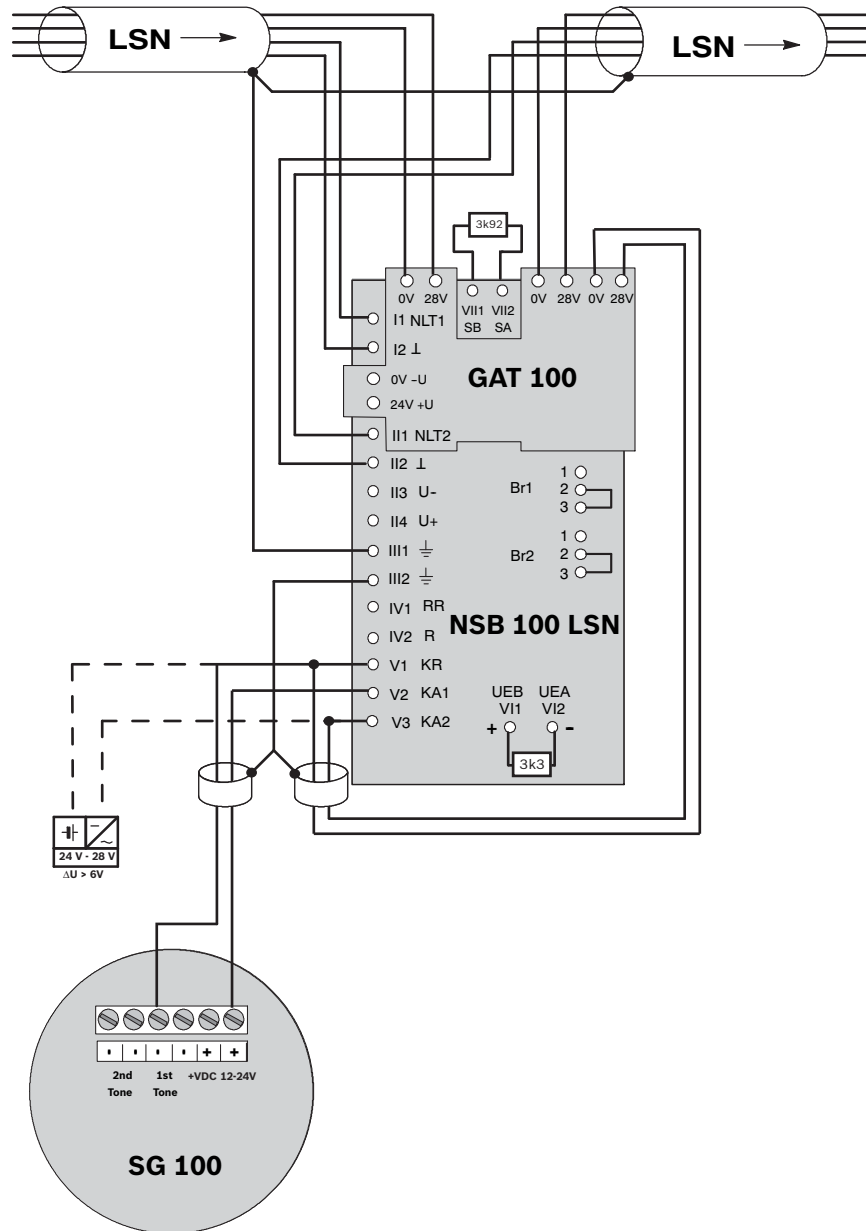 LSN
LSN
3k92
0V 28V
VII1 VII2
SB SA
0V 28V 0V 28V
I1 NLT1
I2 ⊥
0V -U
24V +U
GAT 100
II1 NLT2
II2 ⊥
II3 U-
II4 U+
III1
III2
IV1 RR
IV2 R
V1 KR
V2 KA1
V3 KA2
Br1
1
2
3
Br2
1
2
3
NSB 100 LSN
UEB UEA
VI1 VI2
+ -
3k3
24 V - 28 V
ΔU > 6V
- - - - + +
2nd 1st +VDC 12-24V
Tone Tone
SG 100